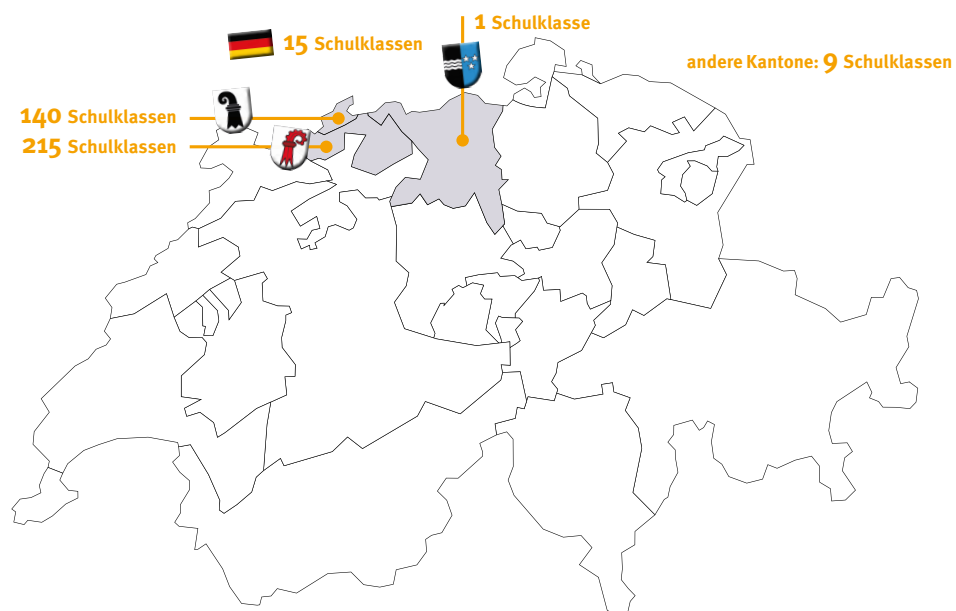 1 Schulklasse
15 Schulklassen
andere Kantone: 9 Schulklassen
140 Schulklassen
215 Schulklassen